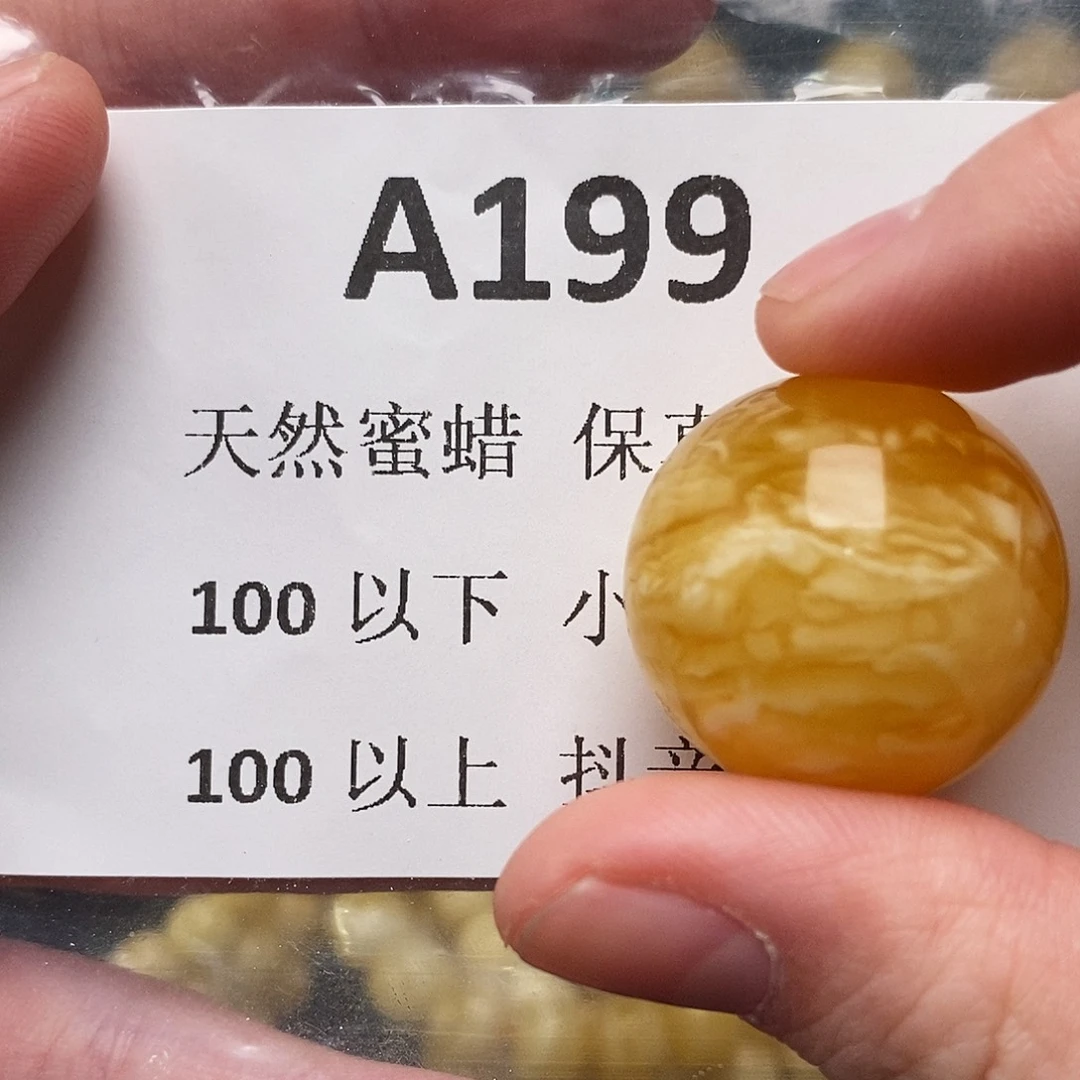 A199
天然蜜蜡 保
100 以下 小
100 以上 抖